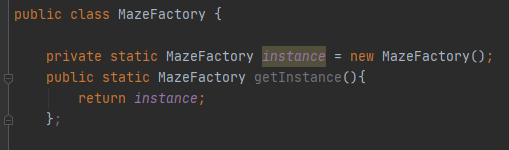 public class MazeFactory {
private static MazeFactory instance = new MazeFactory();
public static MazeFactory getInstance(){
return instance;
};